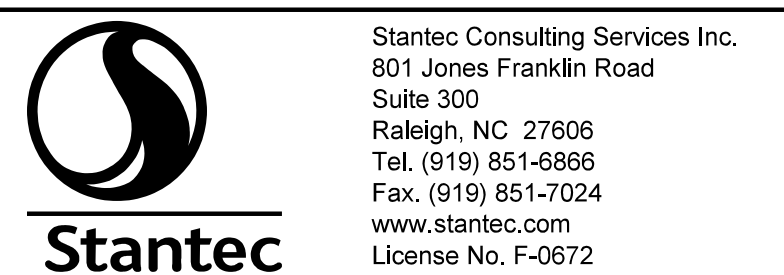 Stantec
Stantec Consulting Services Inc.
801 Jones Franklin Road
Suite 300
Raleigh, NC  27606
Tel. (919) 851-6866
Fax. (919) 851-7024
www.stantec.com
License No. F-0672